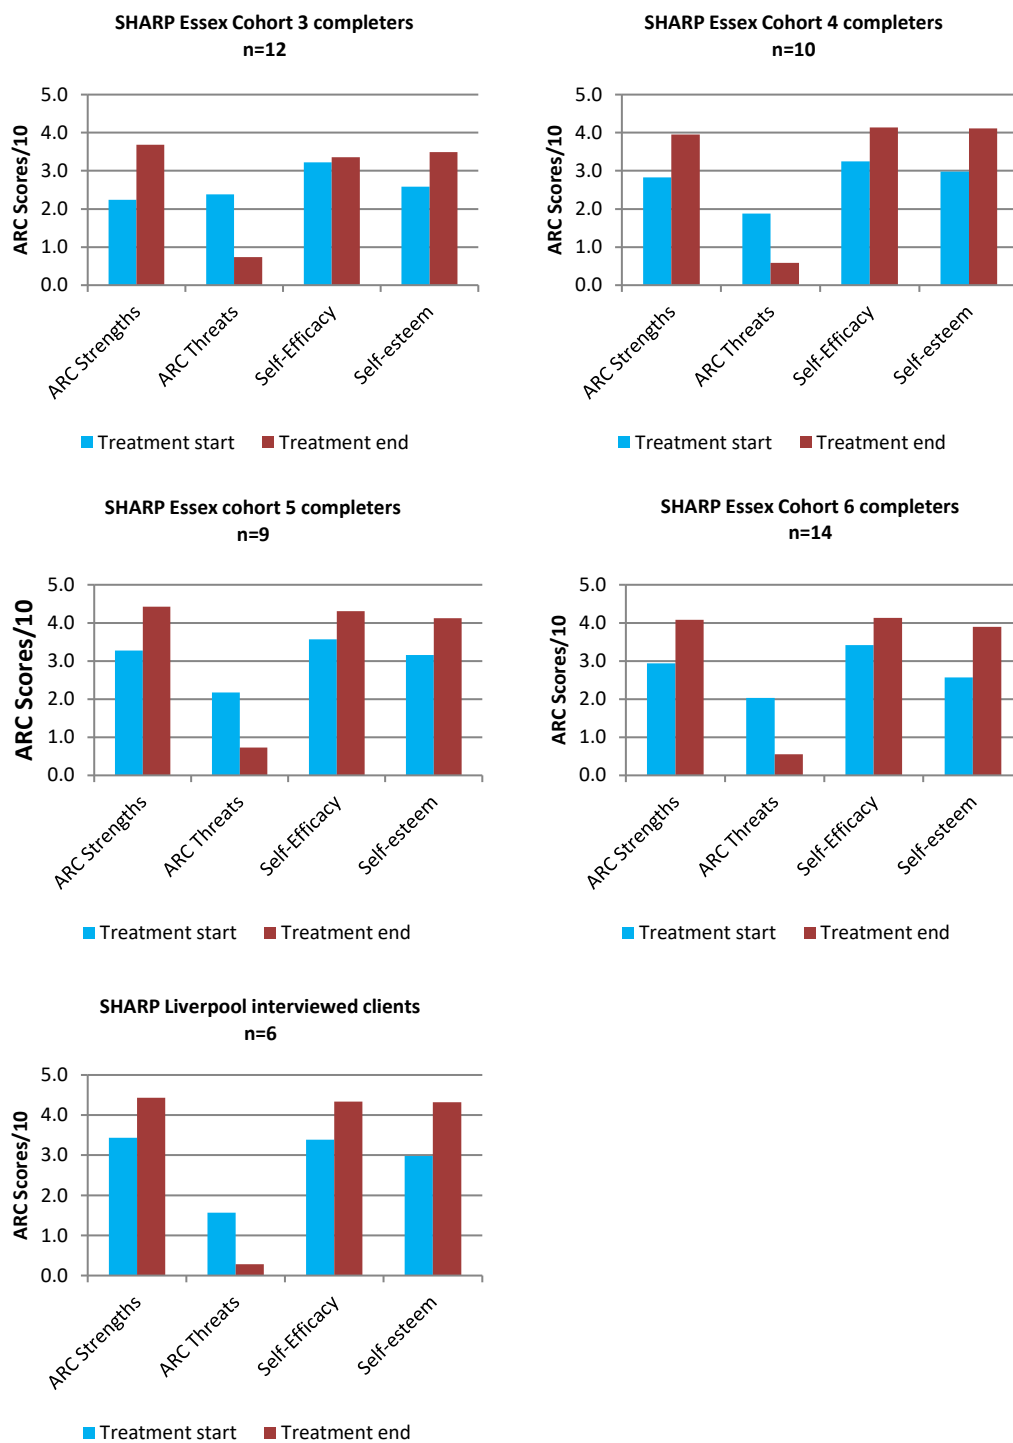 SHARP Essex Cohort 3 completers
n=12
ARC Scores/10
5.0
4.0
3.0
2.0
1.0
0.0
ARC Strengths
ARC Threats
Self-Efficacy
Self-esteem
Treatment start
Treatment end
SHARP Essex Cohort 4 completers
n=10
ARC Scores/10
5.0
4.0
3.0
2.0
1.0
0.0
ARC Strengths
ARC Threats
Self-Efficacy
Self-esteem
Treatment start
Treatment end
SHARP Essex cohort 5 completers
n=9
ARC Scores/10
5.0
4.0
3.0
2.0
1.0
0.0
ARC Strengths
ARC Threats
Self-Efficacy
Self-esteem
Treatment start
Treatment end
SHARP Essex Cohort 6 completers
n=14
ARC Scores/10
5.0
4.0
3.0
2.0
1.0
0.0
ARC Strengths
ARC Threats
Self-Efficacy
Self-esteem
Treatment start
Treatment end
SHARP Liverpool interviewed clients
n=6
ARC Scores/10
5.0
4.0
3.0
2.0
1.0
0.0
ARC Strengths
ARC Threats
Self-Efficacy
Self-esteem
Treatment start
Treatment end